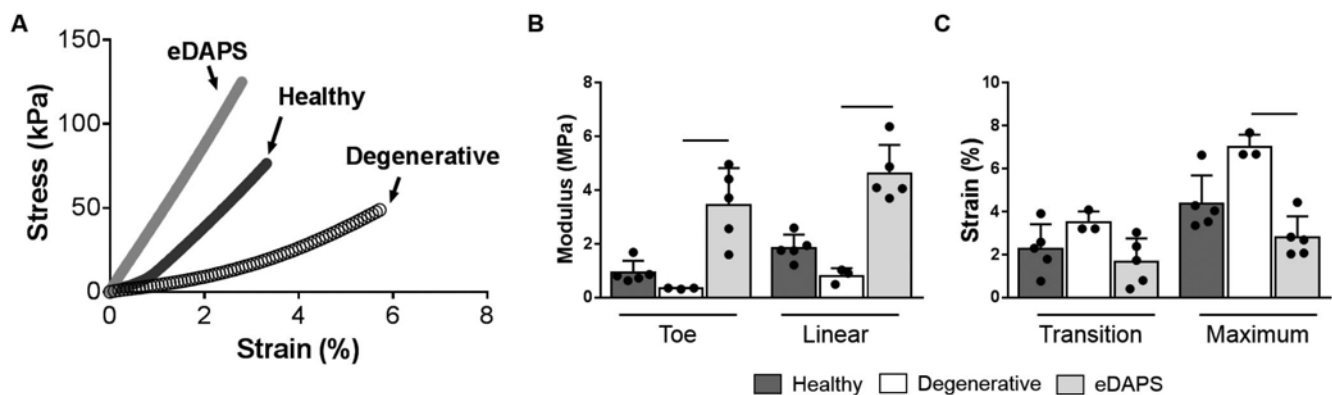 A
Stress (kPa)
150
100
50
0
eDAPS
Healthy
Degenerative
0 2 4 6 8
Strain (%)
B
Modulus (MPa)
8
6
4
2
0
Toe Linear
C
Strain (%)
10
8
6
4
2
0
Transition Maximum
Healthy Degenerative eDAPS